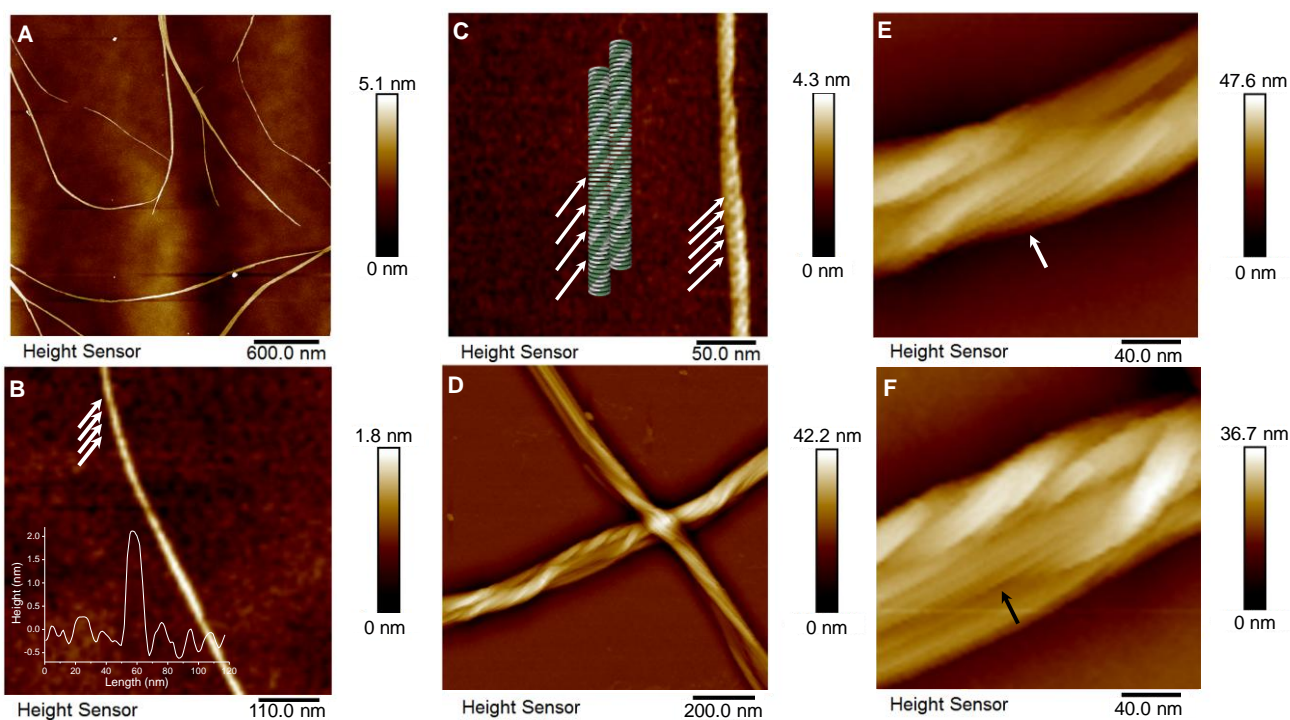 A
5.1 nm
0 nm
Height Sensor
600.0 nm
B
1.8 nm
0 nm
2.0
1.5
1.0
0.5
0.0
-0.5
Height (nm)
0 20 40 60 80 100 120
Length (nm)
Height Sensor
110.0 nm
C
4.3 nm
0 nm
Height Sensor
50.0 nm
D
42.2 nm
0 nm
Height Sensor
200.0 nm
E
47.6 nm
0 nm
Height Sensor
40.0 nm
F
36.7 nm
0 nm
Height Sensor
40.0 nm